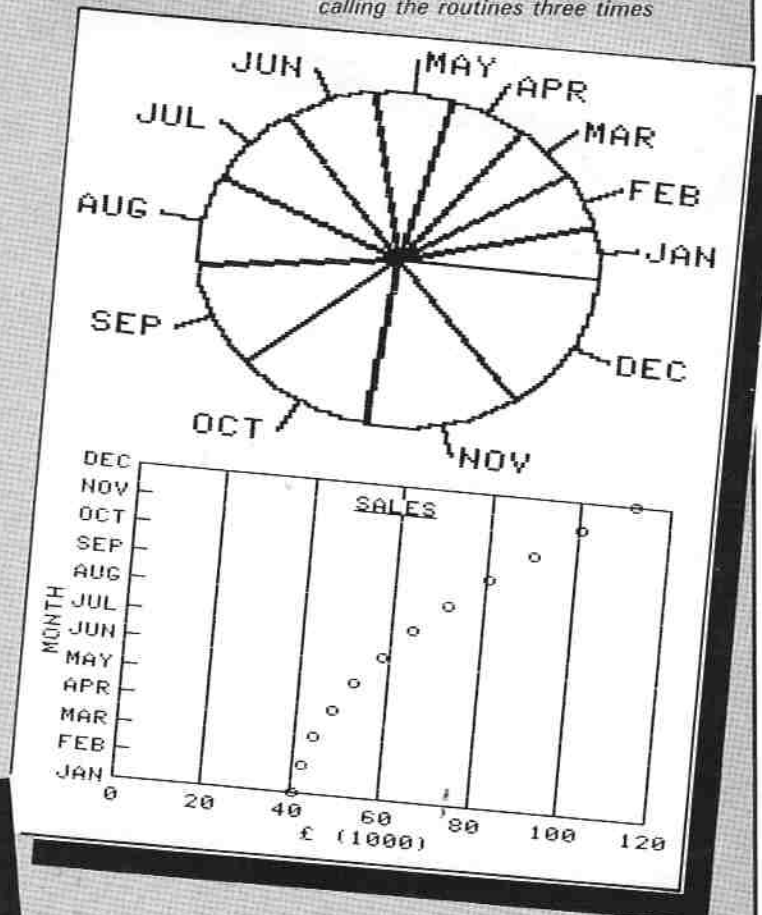 calling the routines three times
JUN
MAY
APR
JUL
MAR
AUG
FEB
JAN
SEP
DEC
OCT
NOV
DEC
NOV
SALES
OCT
SEP
AUG
JUL
MONTH
JUN
MAY
APR
MAR
FEB
JAN
0 20 40 60 80 100 120
£ (1000)